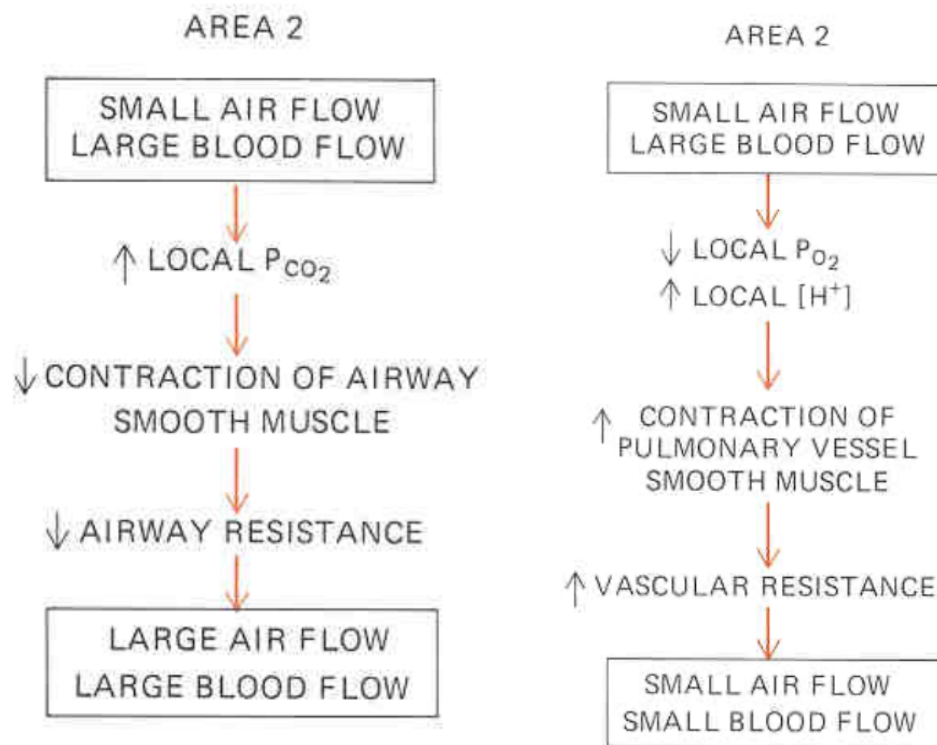 AREA 2
SMALL AIR FLOW
LARGE BLOOD FLOW
↑ LOCAL PCO2
↓ CONTRACTION OF AIRWAY
SMOOTH MUSCLE
↓ AIRWAY RESISTANCE
LARGE AIR FLOW
LARGE BLOOD FLOW
AREA 2
SMALL AIR FLOW
LARGE BLOOD FLOW
↓ LOCAL PO2
↑ LOCAL [H+]
↑ CONTRACTION OF
PULMONARY VESSEL
SMOOTH MUSCLE
↑ VASCULAR RESISTANCE
SMALL AIR FLOW
SMALL BLOOD FLOW